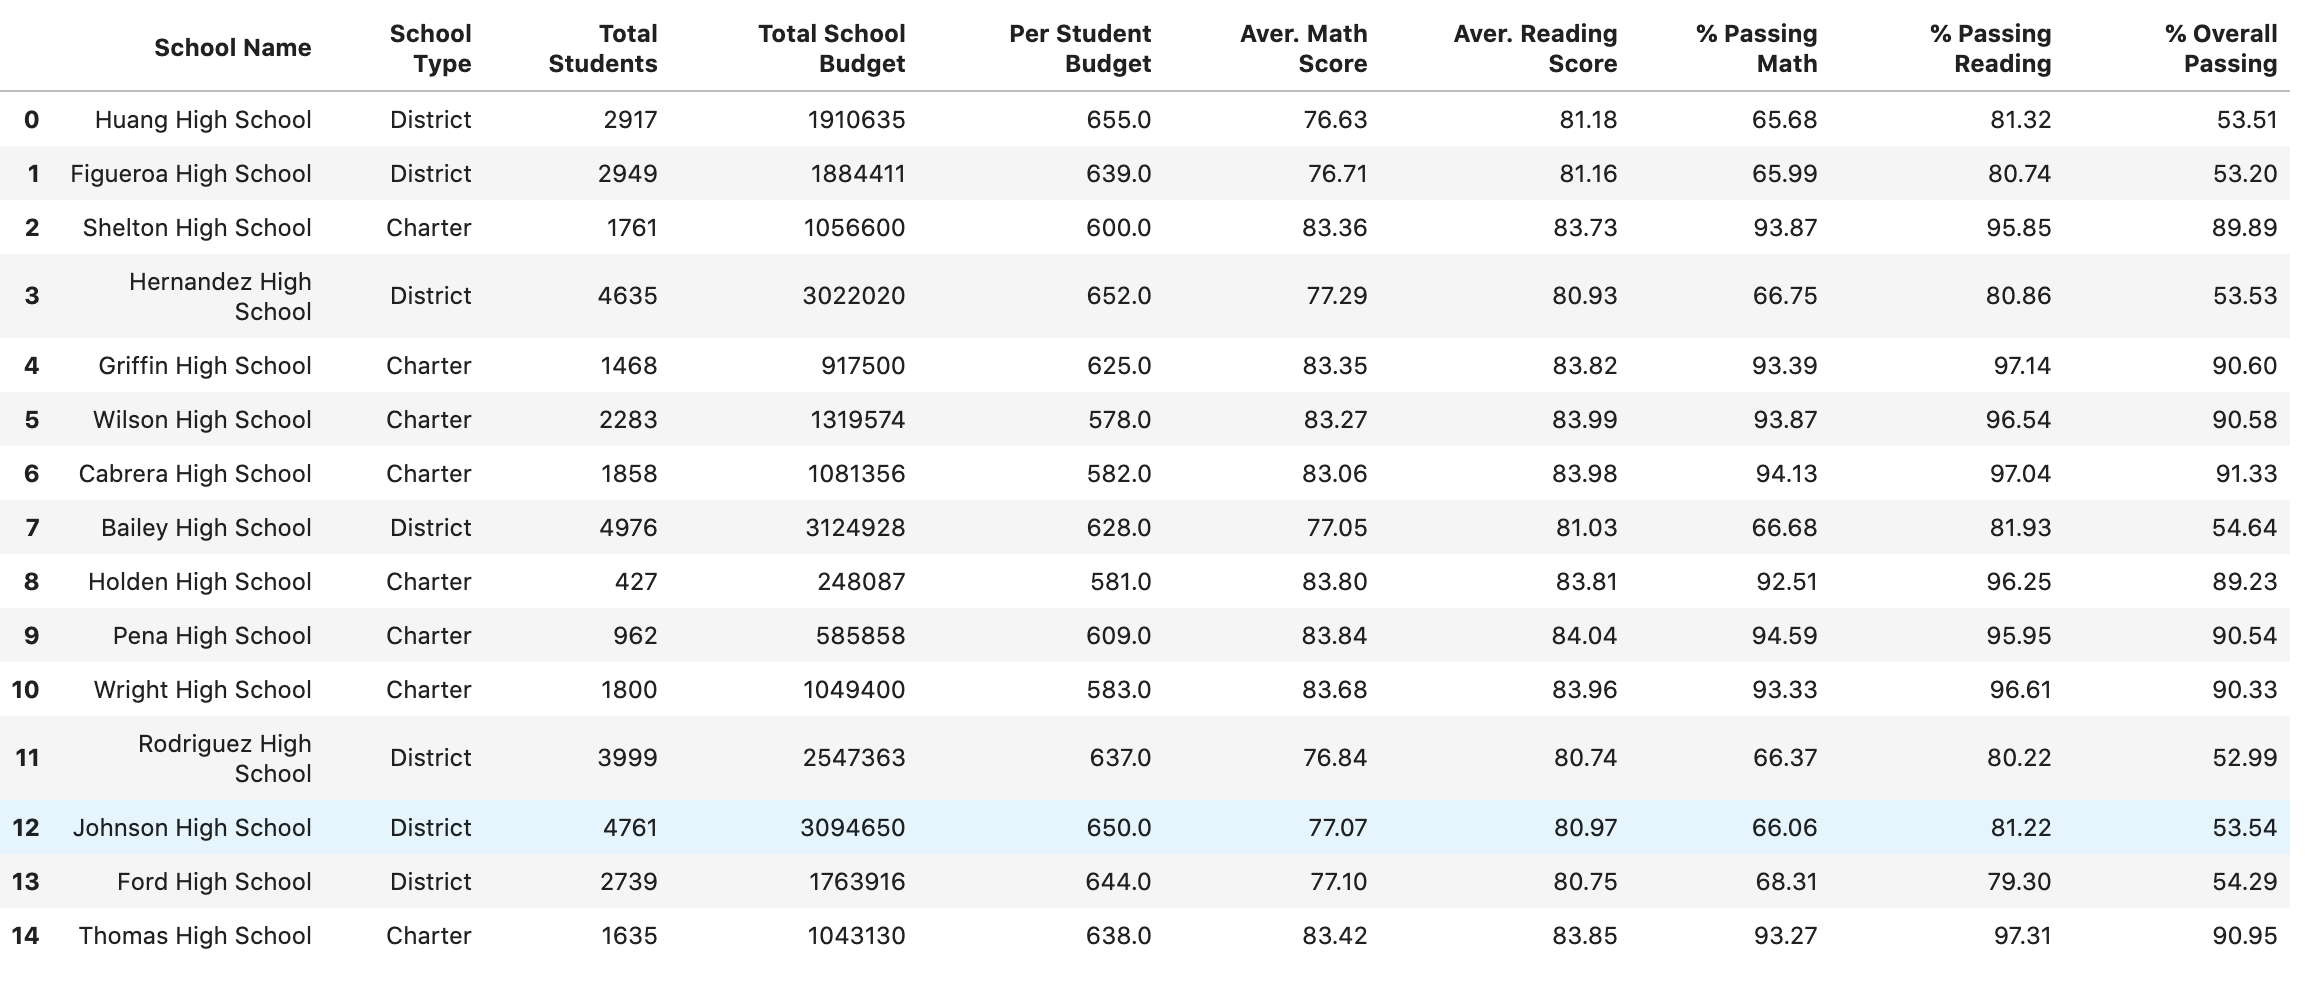 School Name School Type Total Students Total School Budget Per Student Budget Aver. Math Score Aver. Reading Score % Passing Math % Passing Reading % Overall Passing
0 Huang High School District 2917 1910635 655.0 76.63 81.18 65.68 81.32 53.51
1 Figueroa High School District 2949 1884411 639.0 76.71 81.16 65.99 80.74 53.20
2 Shelton High School Charter 1761 1056600 600.0 83.36 83.73 93.87 95.85 89.89
3 Hernandez High School District 4635 3022020 652.0 77.29 80.93 66.75 80.86 53.53
4 Griffin High School Charter 1468 917500 625.0 83.35 83.82 93.39 97.14 90.60
5 Wilson High School Charter 2283 1319574 578.0 83.27 83.99 93.87 96.54 90.58
6 Cabrera High School Charter 1858 1081356 582.0 83.06 83.98 94.13 97.04 91.33
7 Bailey High School District 4976 3124928 628.0 77.05 81.03 66.68 81.93 54.64
8 Holden High School Charter 427 248087 581.0 83.80 83.81 92.51 96.25 89.23
9 Pena High School Charter 962 585858 609.0 83.84 84.04 94.59 95.95 90.54
10 Wright High School Charter 1800 1049400 583.0 83.68 83.96 93.33 96.61 90.33
11 Rodriguez High School District 3999 2547363 637.0 76.84 80.74 66.37 80.22 52.99
12 Johnson High School District 4761 3094650 650.0 77.07 80.97 66.06 81.22 53.54
13 Ford High School District 2739 1763916 644.0 77.10 80.75 68.31 79.30 54.29
14 Thomas High School Charter 1635 1043130 638.0 83.42 83.85 93.27 97.31 90.95